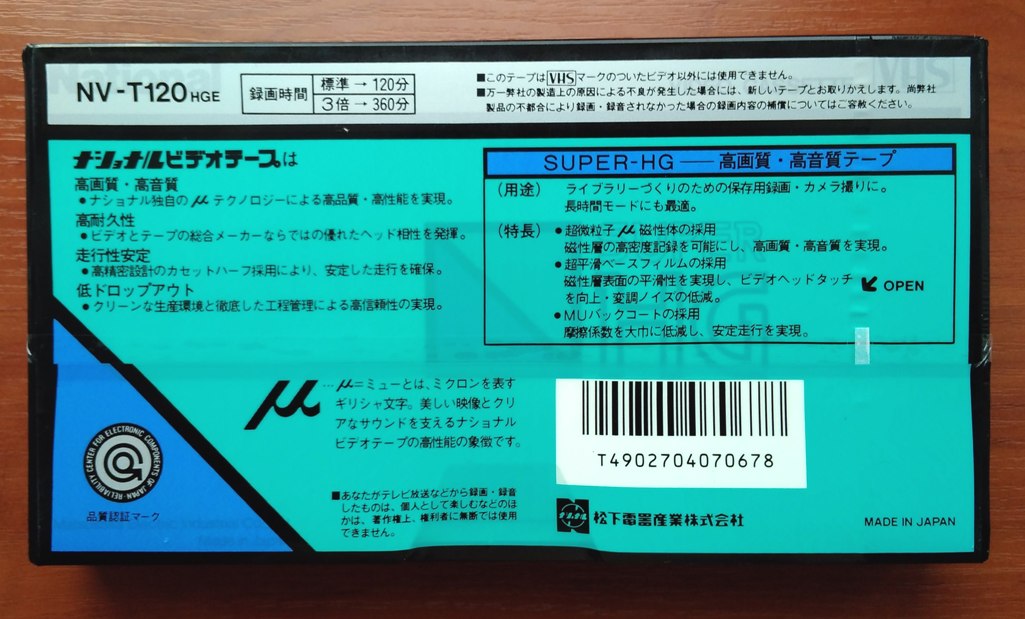 NV-T120HGE
録画時間
標準→120分
3倍→360分
■このテープはVHSマークのついたビデオ以外には使用できません。
■万一弊社の製造上の原因による不良が発生した場合には、新しいテープとお取りかえします。尚弊社
製品の不都合により録画・録音されなかった場合の録画内容の補償についてはご容赦ください。
ナショナルビデオテープは
高画質・高音質
●ナショナル独自のμテクノロジーによる高品質・高性能を実現。
高耐久性
●ビデオとテープの総合メーカーならではの優れたヘッド相性を発揮。
走行性安定
●高精密設計のカセットハーフ採用により、安定した走行を確保。
低ドロップアウト
●クリーンな生産環境と徹底した工程管理による高信頼性の実現。
SUPER-HG──高画質・高音質テープ
(用途) ライブラリーづくりのための保存用録画・カメラ撮りに。
長時間モードにも最適。
(特長) ●超微粒子μ磁性体の採用
磁性層の高密度記録を可能にし、高画質・高音質を実現。
●超平滑ベースフィルムの採用
磁性層表面の平滑性を実現し、ビデオヘッドタッチ
を向上・変調ノイズの低減。
●MUバックコートの採用
摩擦係数を大巾に低減し、安定走行を実現。
OPEN
μ…μ=ミューとは、ミクロンを表す
ギリシャ文字。美しい映像とクリ
アなサウンドを支えるナショナル
ビデオテープの高性能の象徴です。
T4902704070678
RELIABILITY CENTER FOR ELECTRONIC COMPONENTS OF JAPAN
品質認証マーク
■あなたがテレビ放送などから録画・録音
したものは、個人として楽しむなどのほ
かは、著作権上、権利者に無断では使用
できません。
ナショナル
松下電器産業株式会社
MADE IN JAPAN